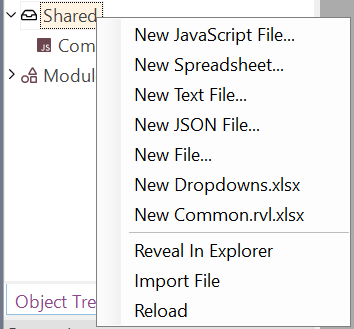 Shared
JS Com
Modul
New JavaScript File...
New Spreadsheet...
New Text File...
New JSON File...
New File...
New Dropdowns.xlsx
New Common.rvl.xlsx
Reveal In Explorer
Import File
Reload
Object Tre